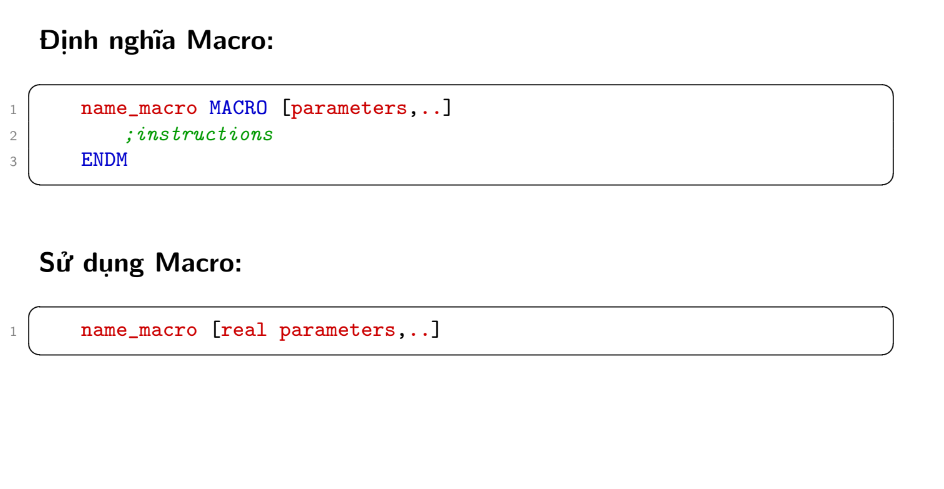 Định nghĩa Macro:
1 name_macro MACRO [parameters,..]
2 ;instructions
3 ENDM
Sử dụng Macro:
1 name_macro [real parameters,..]